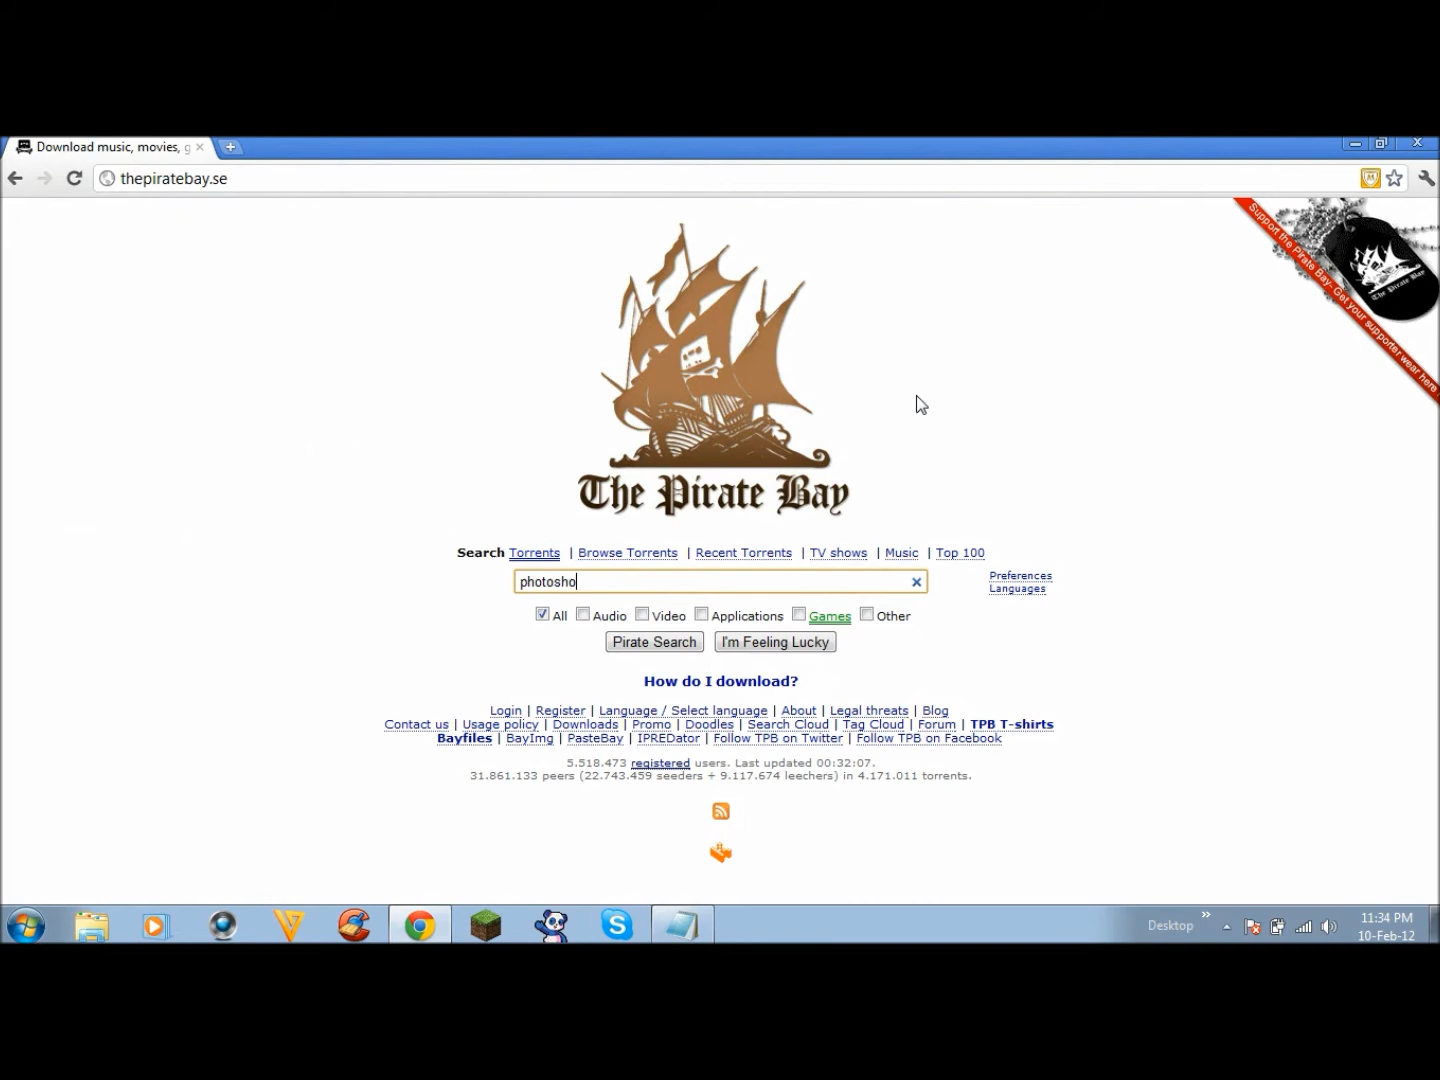 Download music, movies, g
thepiratebay.se
Support the Pirate Bay- Get your supporter wear here
The Pirate Bay
The Pirate Bay
Search Torrents | Browse Torrents | Recent Torrents | TV shows | Music | Top 100
photosho
Preferences
Languages
All Audio Video Applications Games Other
Pirate Search I'm Feeling Lucky
How do I download?
Login | Register | Language / Select language | About | Legal threats | Blog
Contact us | Usage policy | Downloads | Promo | Doodles | Search Cloud | Tag Cloud | Forum | TPB T-shirts
Bayfiles | BayImg | PasteBay | IPREDator | Follow TPB on Twitter | Follow TPB on Facebook
5.518.473 registered users. Last updated 00:32:07.
31.861.133 peers (22.743.459 seeders + 9.117.674 leechers) in 4.171.011 torrents.
Desktop
11:34 PM
10-Feb-12